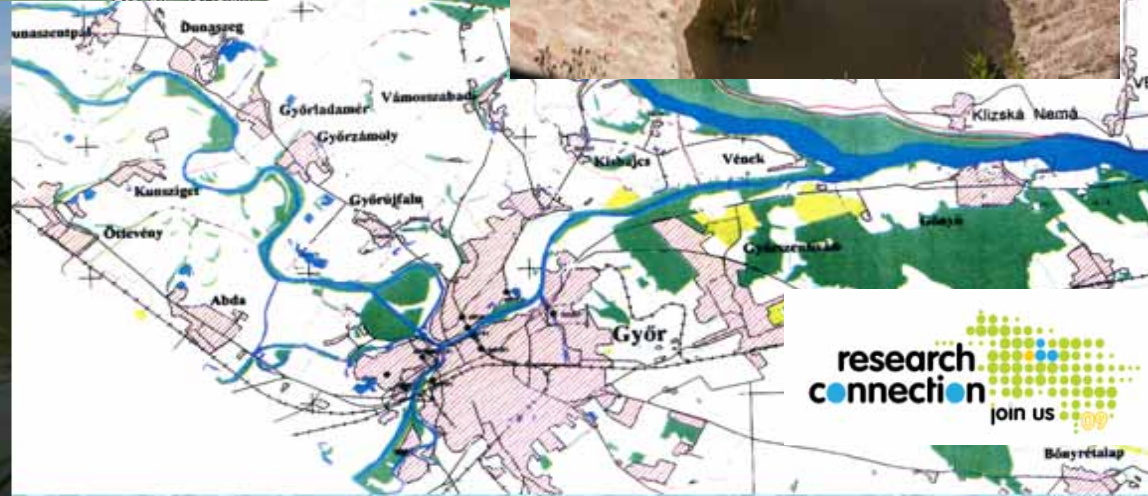 Dunaszeg
Győrladamér
Vámosszabadi
Győrzámoly
Kunsziget
Győrújfalu
Öttevény
Abda
Kisbajcs
Vének
Klizská Nemá
Gönyű
Győr
Bőnyrétalap
research
connection
join us
09